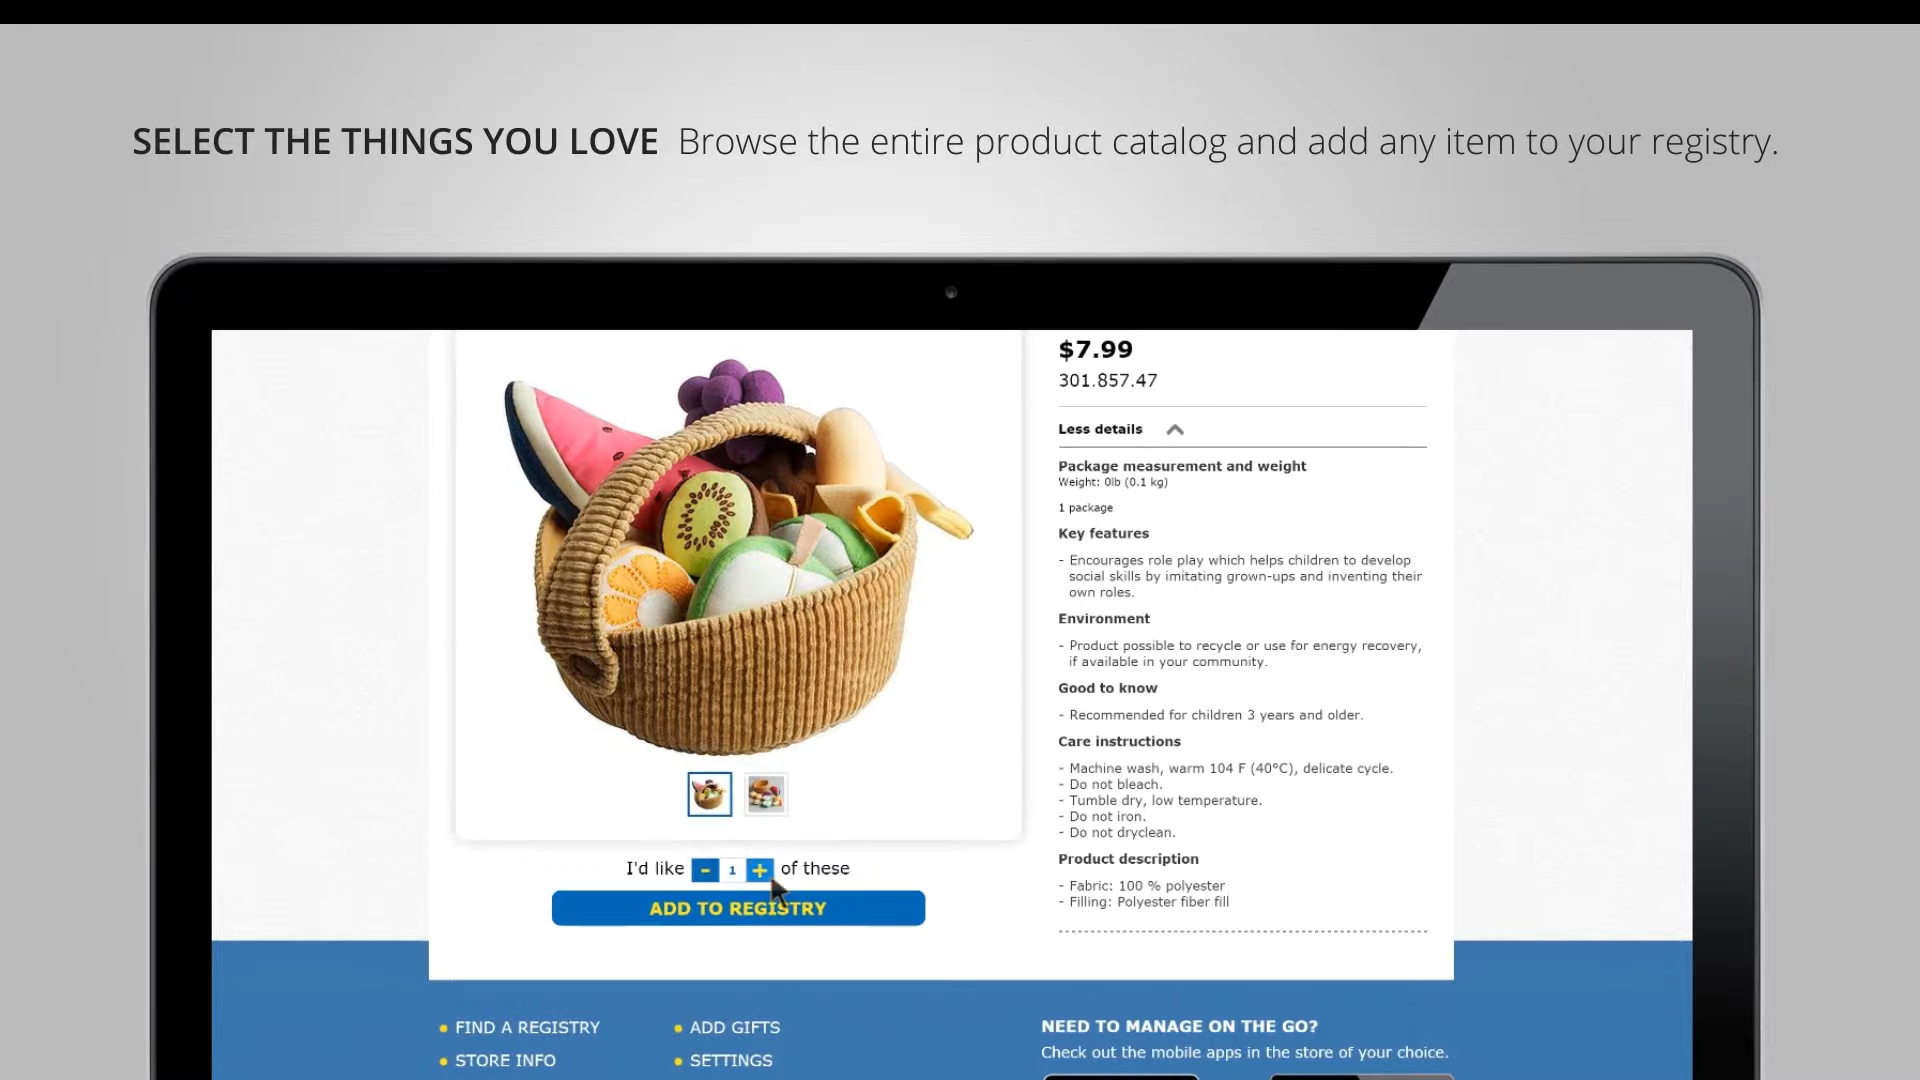 SELECT THE THINGS YOU LOVE Browse the entire product catalog and add any item to your registry.
$7.99
301.857.47
Less details
Package measurement and weight
Weight: 0lb (0.1 kg)
1 package
Key features
- Encourages role play which helps children to develop
social skills by imitating grown-ups and inventing their
own roles.
Environment
- Product possible to recycle or use for energy recovery,
if available in your community.
Good to know
- Recommended for children 3 years and older.
Care instructions
- Machine wash, warm 104 F (40°C), delicate cycle.
- Do not bleach.
- Tumble dry, low temperature.
- Do not iron.
- Do not dryclean.
Product description
- Fabric: 100 % polyester
- Filling: Polyester fiber fill
I'd like - 1 + of these
ADD TO REGISTRY
FIND A REGISTRY
STORE INFO
ADD GIFTS
SETTINGS
NEED TO MANAGE ON THE GO?
Check out the mobile apps in the store of your choice.